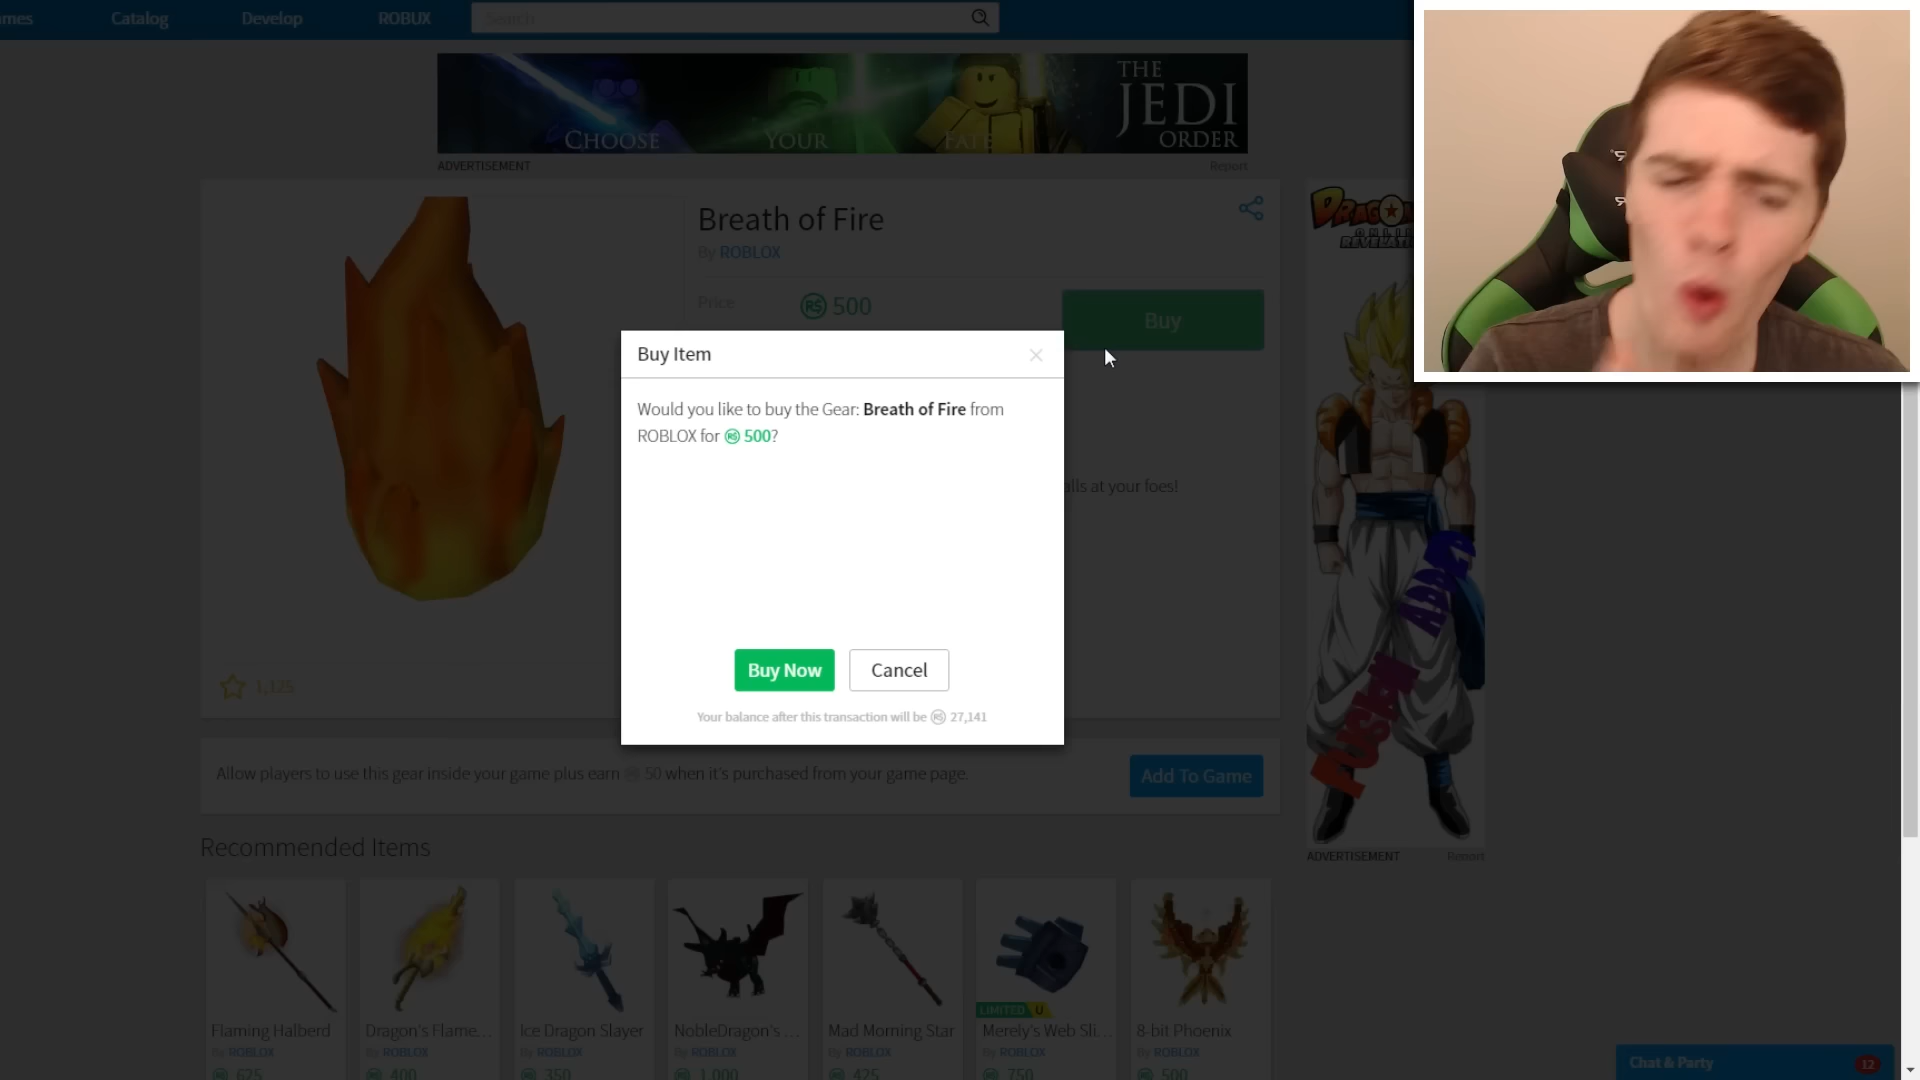 Catalog
Develop
ROBUX
Search
THE
JEDI
ORDER
CHOOSE YOUR FATE
ADVERTISEMENT
Report
Breath of Fire
By ROBLOX
Price
R$ 500
Buy
Buy Item
Would you like to buy the Gear: Breath of Fire from
ROBLOX for R$ 500?
alls at your foes!
Buy Now
Cancel
Your balance after this transaction will be R$ 27,141
1,125
Allow players to use this gear inside your game plus earn 50 when it's purchased from your game page.
Add To Game
ADVERTISEMENT
Report
Recommended Items
Flaming Halberd
By ROBLOX
625
Dragon's Flame...
By ROBLOX
400
Ice Dragon Slayer
By ROBLOX
350
NobleDragon's ...
By ROBLOX
1,000
Mad Morning Star
By ROBLOX
425
LIMITED U
Merely's Web Sli...
By ROBLOX
750
8-bit Phoenix
By ROBLOX
500
Chat & Party
12